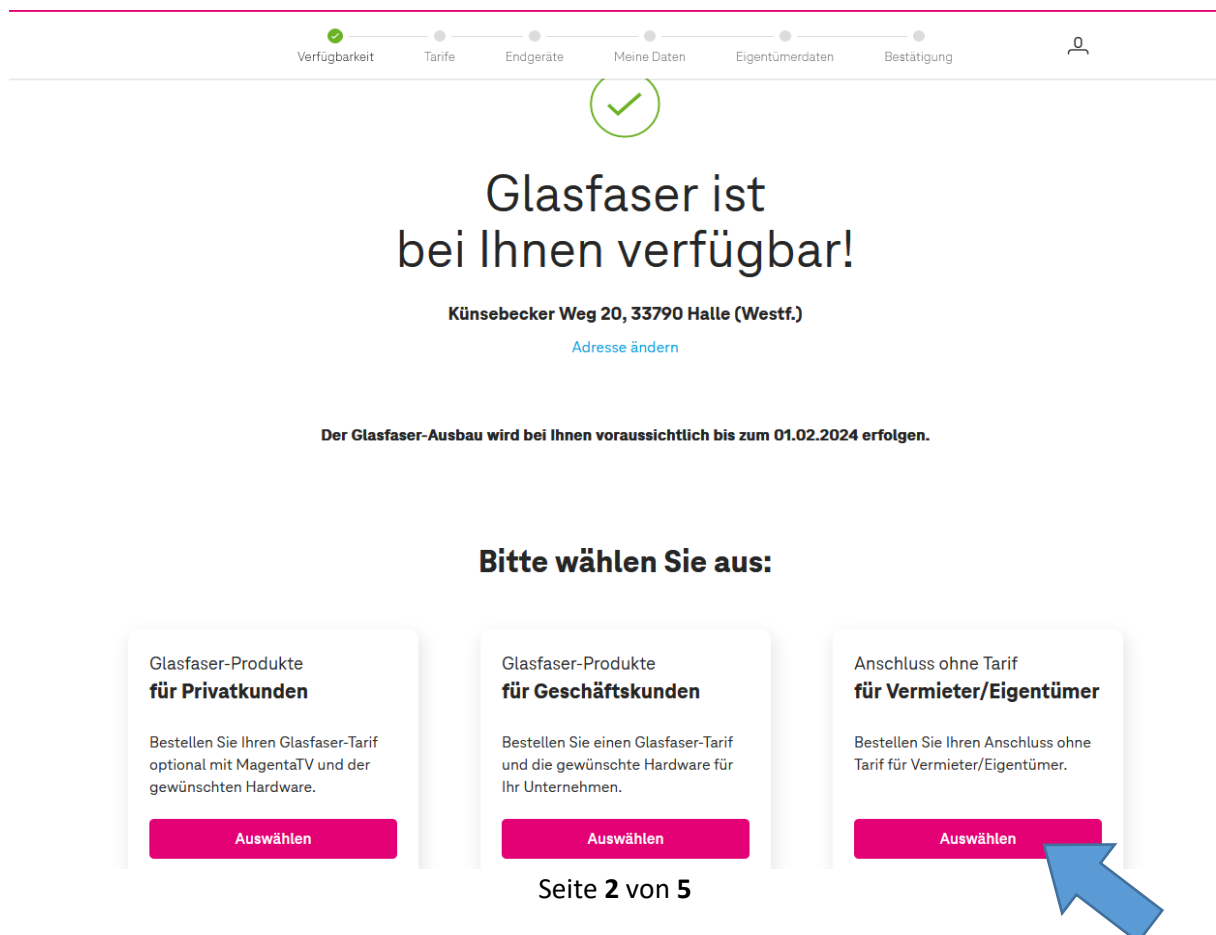 Verfügbarkeit Tarife Endgeräte Meine Daten Eigentümerdaten Bestätigung
Glasfaser ist
bei Ihnen verfügbar!
Künsebecker Weg 20, 33790 Halle (Westf.)
Adresse ändern
Der Glasfaser-Ausbau wird bei Ihnen voraussichtlich bis zum 01.02.2024 erfolgen.
Bitte wählen Sie aus:
Glasfaser-Produkte
für Privatkunden
Bestellen Sie Ihren Glasfaser-Tarif
optional mit MagentaTV und der
gewünschten Hardware.
Auswählen
Glasfaser-Produkte
für Geschäftskunden
Bestellen Sie einen Glasfaser-Tarif
und die gewünschte Hardware für
Ihr Unternehmen.
Auswählen
Anschluss ohne Tarif
für Vermieter/Eigentümer
Bestellen Sie Ihren Anschluss ohne
Tarif für Vermieter/Eigentümer.
Auswählen
Seite 2 von 5